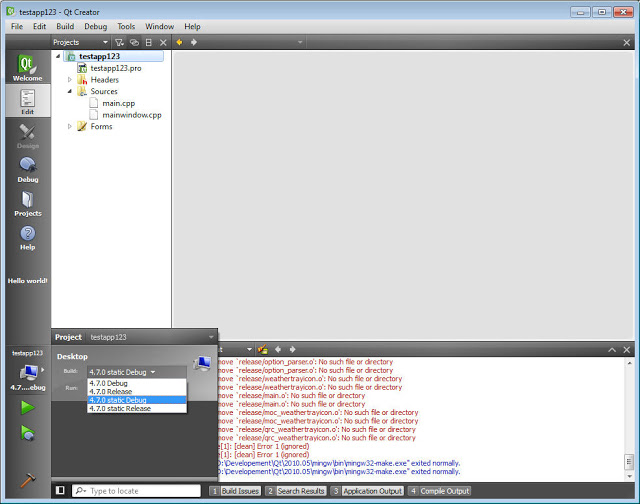 testapp123 - Qt Creator
File Edit Build Debug Tools Window Help
Projects
Qt
Welcome
Edit
Design
Debug
Projects
Help
Hello world!
testapp123
testapp123.pro
Headers
Sources
main.cpp
mainwindow.cpp
Forms
testapp123
4.7....ebug
Project testapp123
Desktop
Build: 4.7.0 static Debug
Run:
4.7.0 Debug
4.7.0 Release
4.7.0 static Debug
4.7.0 static Release
move `release/option_parser.o': No such file or directory
move `release/option_parser.o': No such file or directory
move `release/weathertrayicon.o': No such file or directory
move `release/weathertrayicon.o': No such file or directory
move `release/main.o': No such file or directory
move `release/main.o': No such file or directory
move `release/moc_weathertrayicon.o': No such file or directory
move `release/moc_weathertrayicon.o': No such file or directory
move `release/qrc_weathertrayicon.o': No such file or directory
move `release/qrc_weathertrayicon.o': No such file or directory
e[1]: [clean] Error 1 (ignored)
e[1]: [clean] Error 1 (ignored)
D:\Developement\Qt\2010.05\mingw\bin\mingw32-make.exe" exited normally.
D:\Developement\Qt\2010.05\mingw\bin\mingw32-make.exe" exited normally.
Type to locate
1 Build Issues 2 Search Results 3 Application Output 4 Compile Output